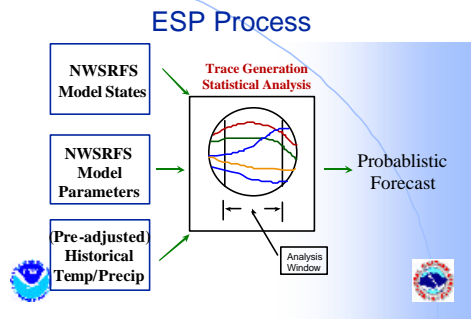 ESP Process
NWSRFS
Model States
Trace Generation
Statistical Analysis
NWSRFS
Model
Parameters
Probablistic
Forecast
(Pre-adjusted)
Historical
Temp/Precip
Analysis
Window